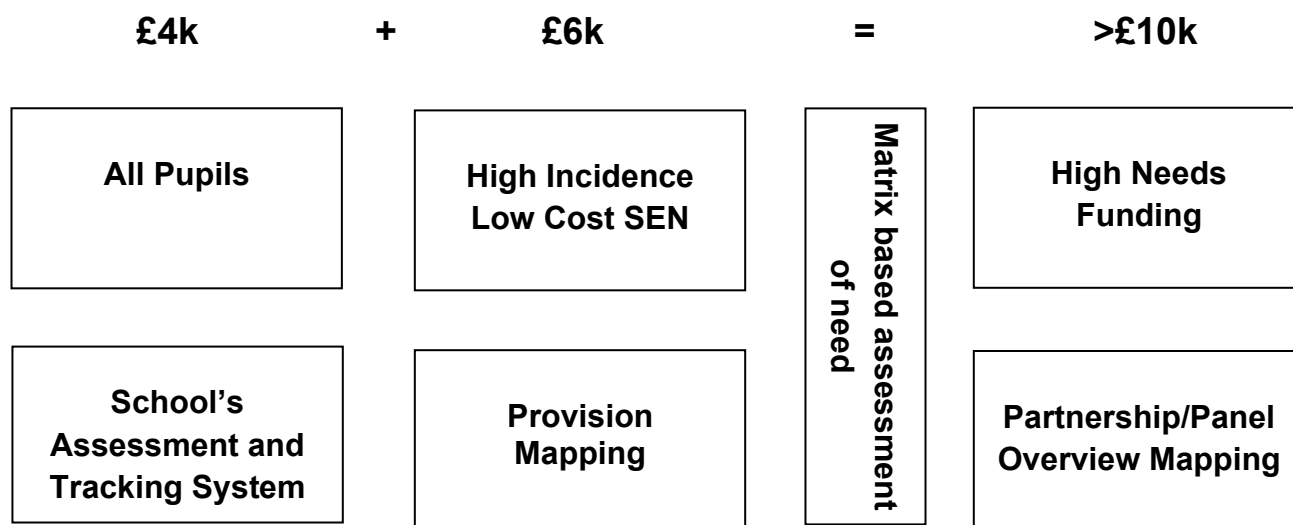 £4k + £6k = >£10k
All Pupils
High Incidence
Low Cost SEN
Matrix based assessment
of need
High Needs
Funding
School’s
Assessment and
Tracking System
Provision
Mapping
Partnership/Panel
Overview Mapping